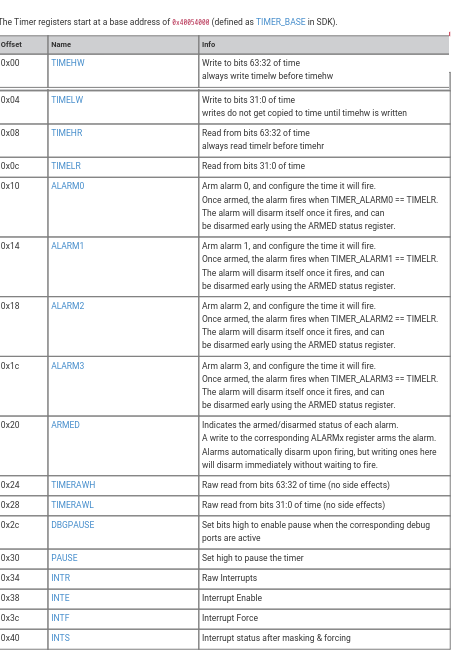 The Timer registers start at a base address of 0x40054000 (defined as TIMER_BASE in SDK).
Offset Name Info
0x00 TIMEHW Write to bits 63:32 of time
always write timelw before timehw
0x04 TIMELW Write to bits 31:0 of time
writes do not get copied to time until timehw is written
0x08 TIMEHR Read from bits 63:32 of time
always read timelr before timehr
0x0c TIMELR Read from bits 31:0 of time
0x10 ALARM0 Arm alarm 0, and configure the time it will fire.
Once armed, the alarm fires when TIMER_ALARM0 == TIMELR.
The alarm will disarm itself once it fires, and can
be disarmed early using the ARMED status register.
0x14 ALARM1 Arm alarm 1, and configure the time it will fire.
Once armed, the alarm fires when TIMER_ALARM1 == TIMELR.
The alarm will disarm itself once it fires, and can
be disarmed early using the ARMED status register.
0x18 ALARM2 Arm alarm 2, and configure the time it will fire.
Once armed, the alarm fires when TIMER_ALARM2 == TIMELR.
The alarm will disarm itself once it fires, and can
be disarmed early using the ARMED status register.
0x1c ALARM3 Arm alarm 3, and configure the time it will fire.
Once armed, the alarm fires when TIMER_ALARM3 == TIMELR.
The alarm will disarm itself once it fires, and can
be disarmed early using the ARMED status register.
0x20 ARMED Indicates the armed/disarmed status of each alarm.
A write to the corresponding ALARMx register arms the alarm.
Alarms automatically disarm upon firing, but writing ones here
will disarm immediately without waiting to fire.
0x24 TIMERAWH Raw read from bits 63:32 of time (no side effects)
0x28 TIMERAWL Raw read from bits 31:0 of time (no side effects)
0x2c DBGPAUSE Set bits high to enable pause when the corresponding debug
ports are active
0x30 PAUSE Set high to pause the timer
0x34 INTR Raw Interrupts
0x38 INTE Interrupt Enable
0x3c INTF Interrupt Force
0x40 INTS Interrupt status after masking & forcing